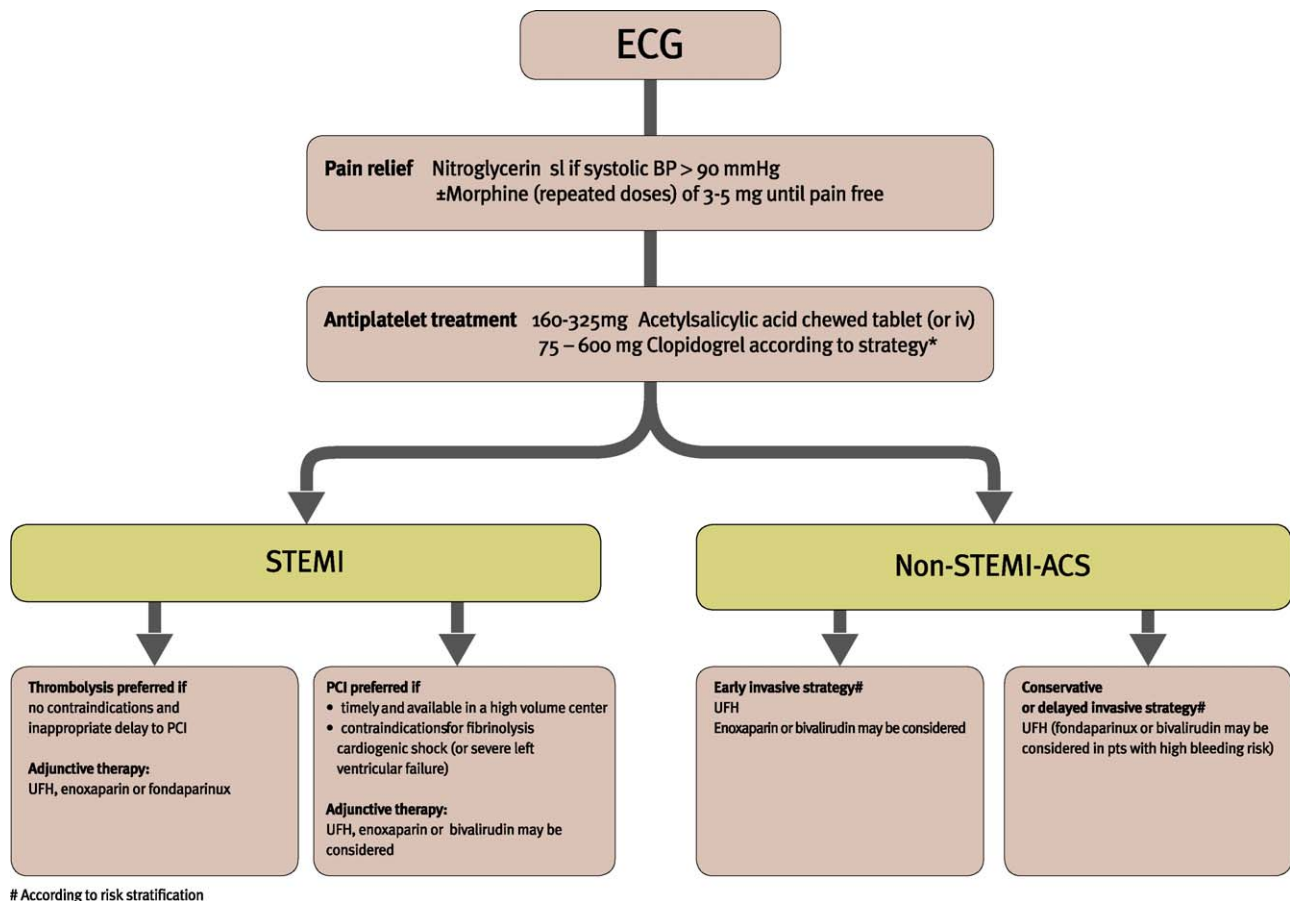 ECG
Pain relief Nitroglycerin sl if systolic BP > 90 mmHg
±Morphine (repeated doses) of 3-5 mg until pain free
Antiplatelet treatment 160-325mg Acetylsalicylic acid chewed tablet (or iv)
75 – 600 mg Clopidogrel according to strategy*
STEMI
Non-STEMI-ACS
Thrombolysis preferred if
no contraindications and
inappropriate delay to PCI
Adjunctive therapy:
UFH, enoxaparin or fondaparinux
PCI preferred if
• timely and available in a high volume center
• contraindications for fibrinolysis
cardiogenic shock (or severe left
ventricular failure)
Adjunctive therapy:
UFH, enoxaparin or bivalirudin may be
considered
Early invasive strategy#
UFH
Enoxaparin or bivalirudin may be considered
Conservative
or delayed invasive strategy#
UFH (fondaparinux or bivalirudin may be
considered in pts with high bleeding risk)
# According to risk stratification